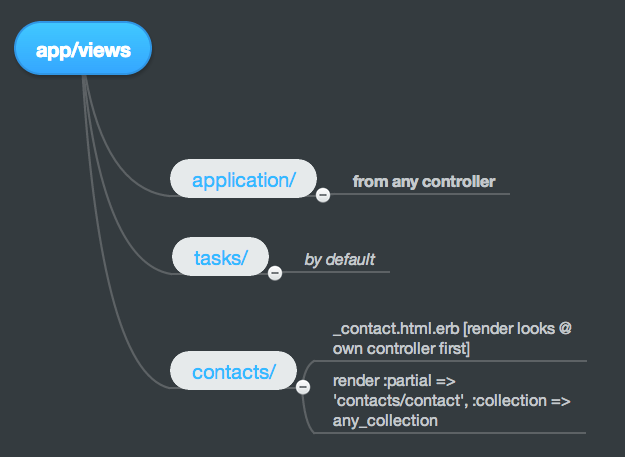 app/views
application/
from any controller
tasks/
by default
_contact.html.erb [render looks @
own controller first]
contacts/
render :partial =>
'contacts/contact', :collection =>
any_collection